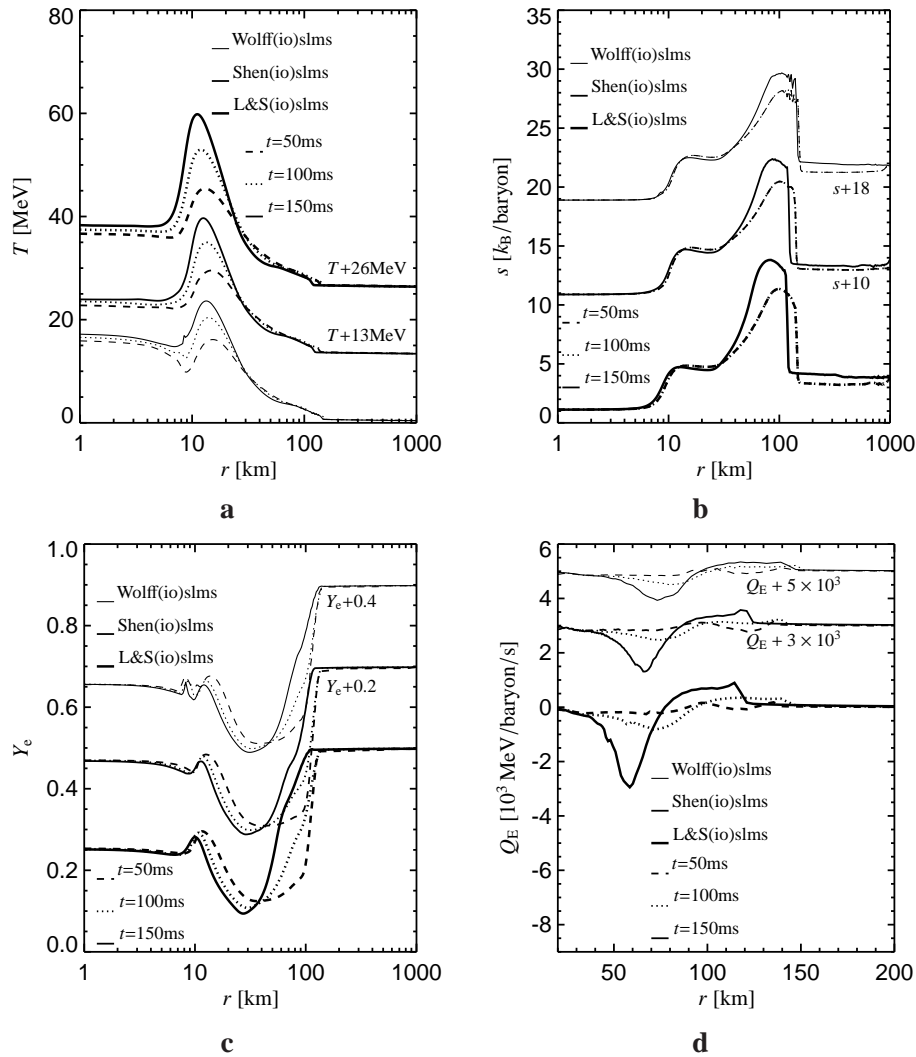 80
60
40
20
0
T [MeV]
Wolff(io)slms
Shen(io)slms
L&S(io)slms
t=50ms
t=100ms
t=150ms
T+26MeV
T+13MeV
1 10 100 1000
r [km]
a
35
30
25
20
15
10
5
0
s [kB/baryon]
Wolff(io)slms
Shen(io)slms
L&S(io)slms
s+18
s+10
t=50ms
t=100ms
t=150ms
1 10 100 1000
r [km]
b
1.0
0.8
0.6
0.4
0.2
0.0
Ye
Wolff(io)slms
Shen(io)slms
L&S(io)slms
Ye+0.4
Ye+0.2
t=50ms
t=100ms
t=150ms
1 10 100 1000
r [km]
c
6
4
2
0
-2
-4
-6
-8
QE [10³ MeV/baryon/s]
QE + 5 × 10³
QE + 3 × 10³
Wolff(io)slms
Shen(io)slms
L&S(io)slms
t=50ms
t=100ms
t=150ms
50 100 150 200
r [km]
d